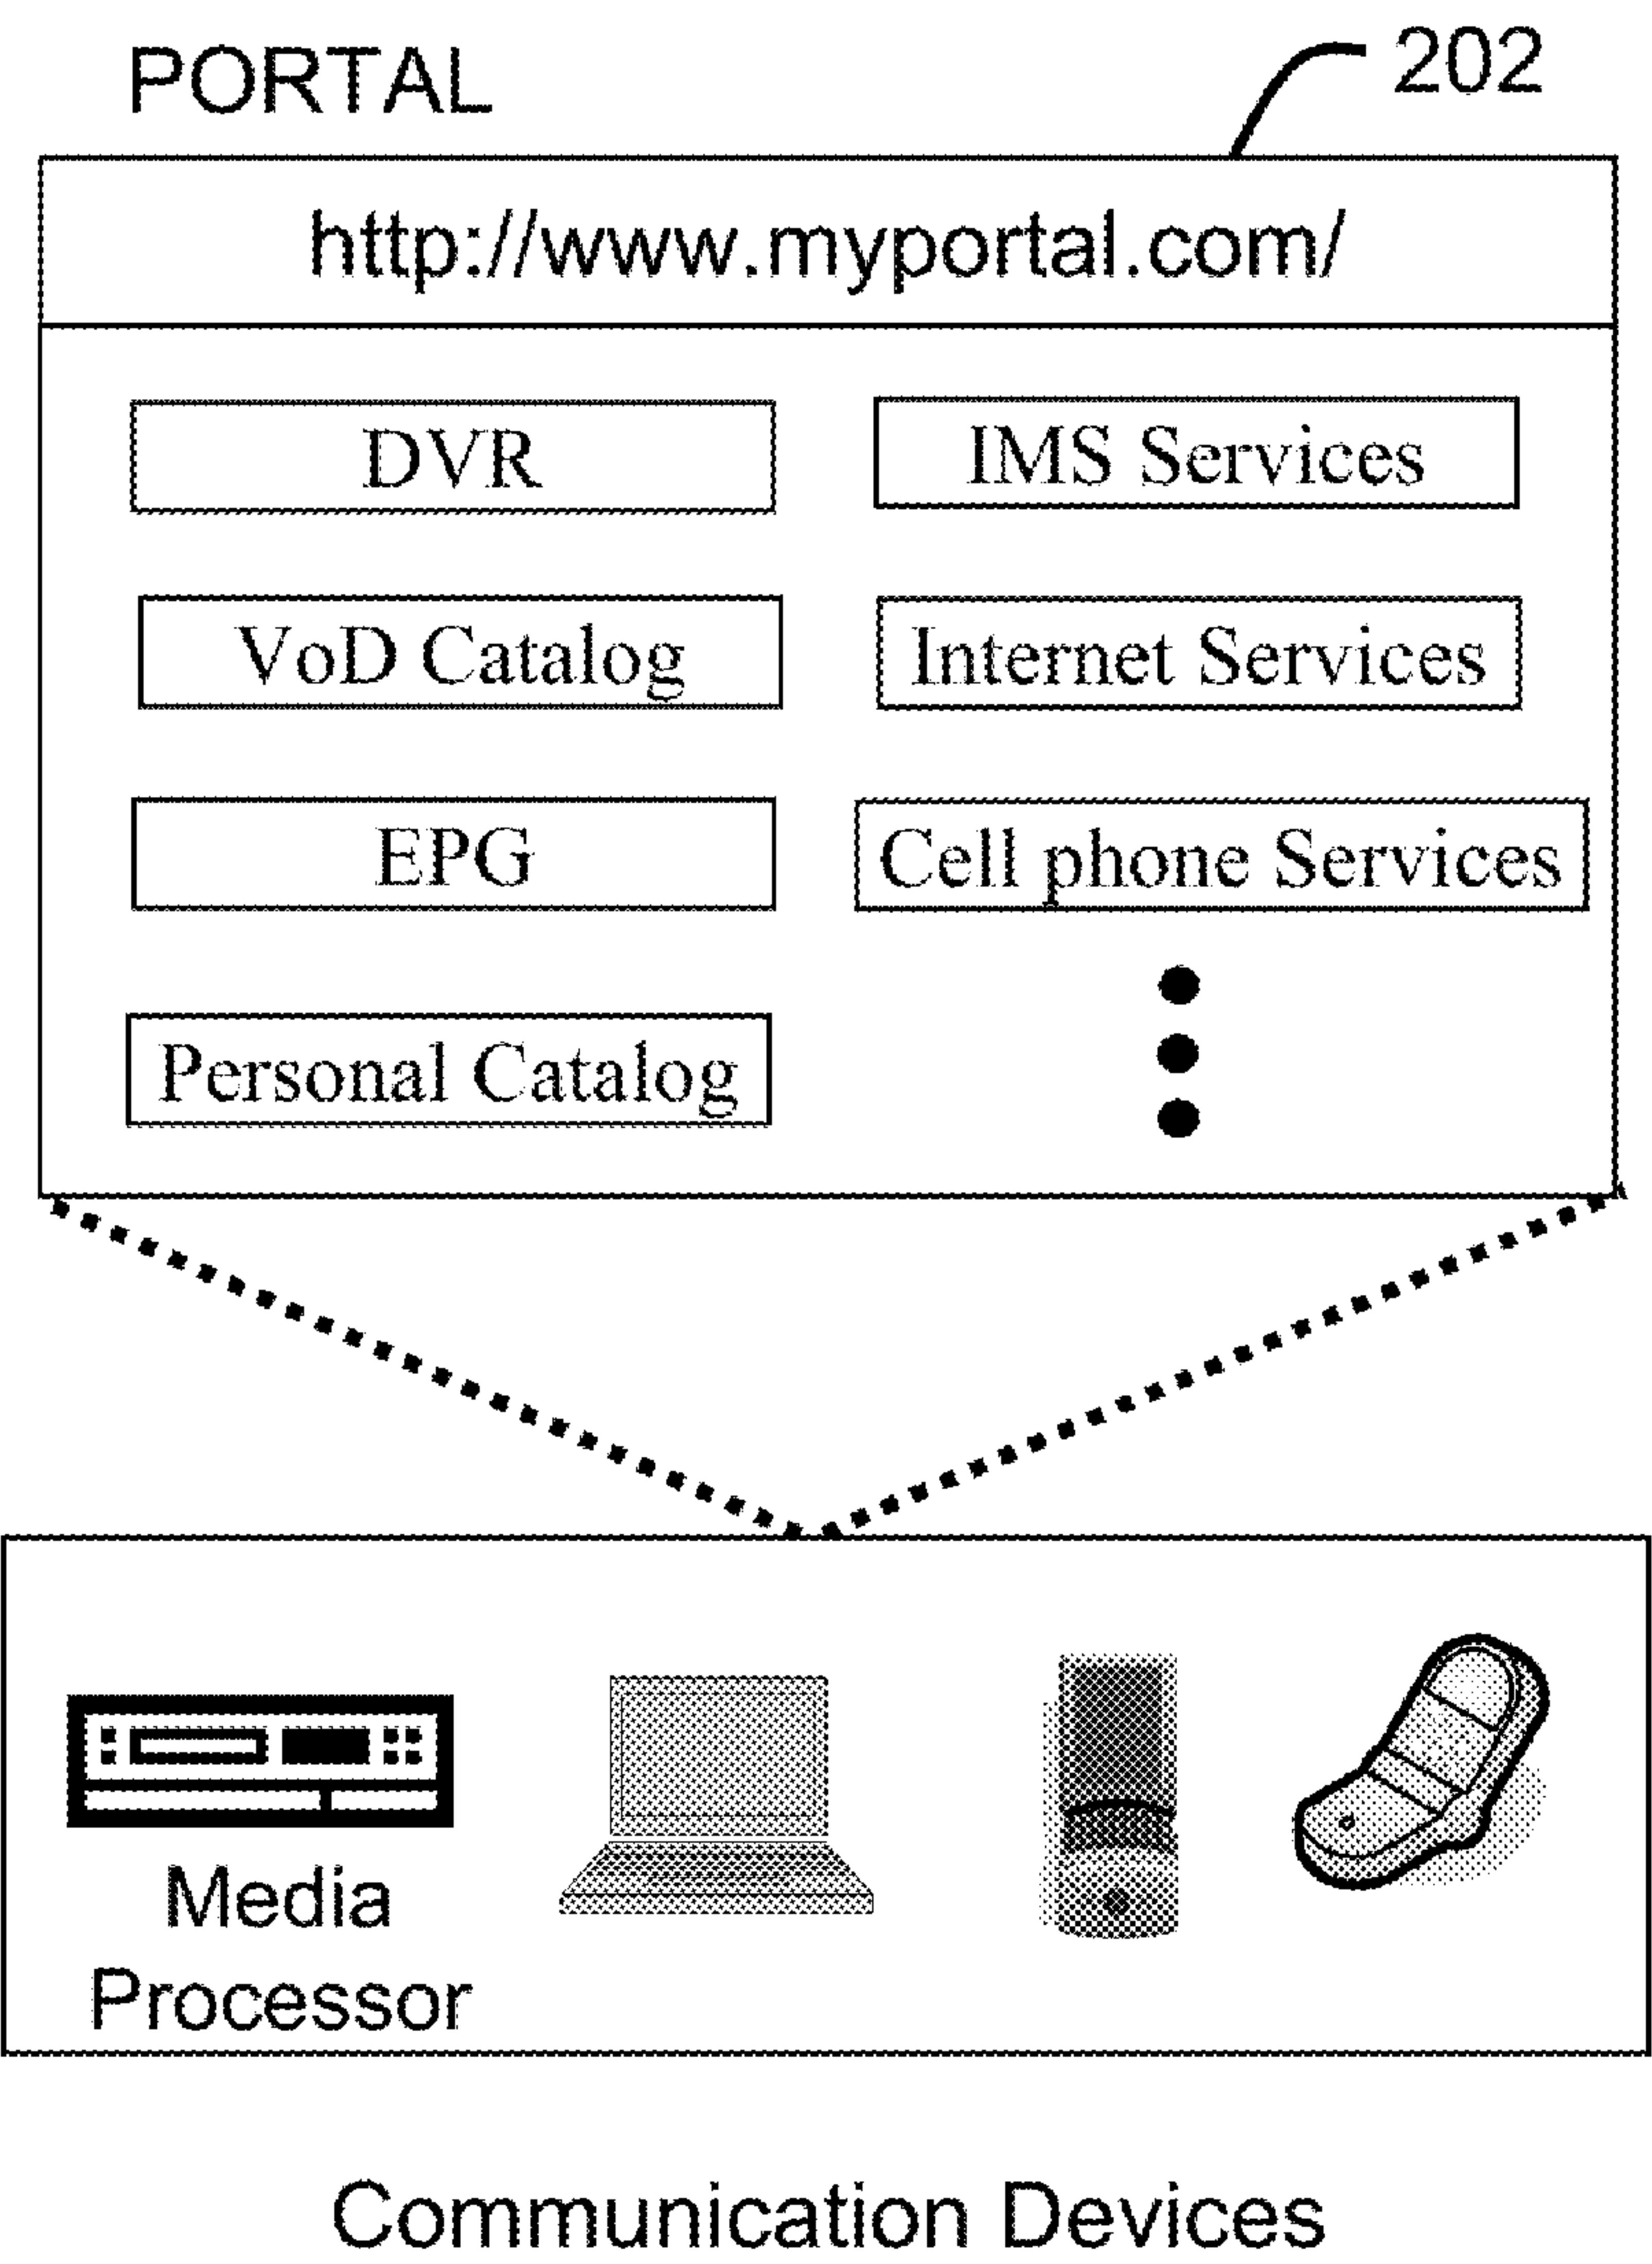 PORTAL
202
http://www.myportal.com/
DVR
IMS Services
VoD Catalog
Internet Services
EPG
Cell phone Services
Personal Catalog
Media
Processor
Communication Devices